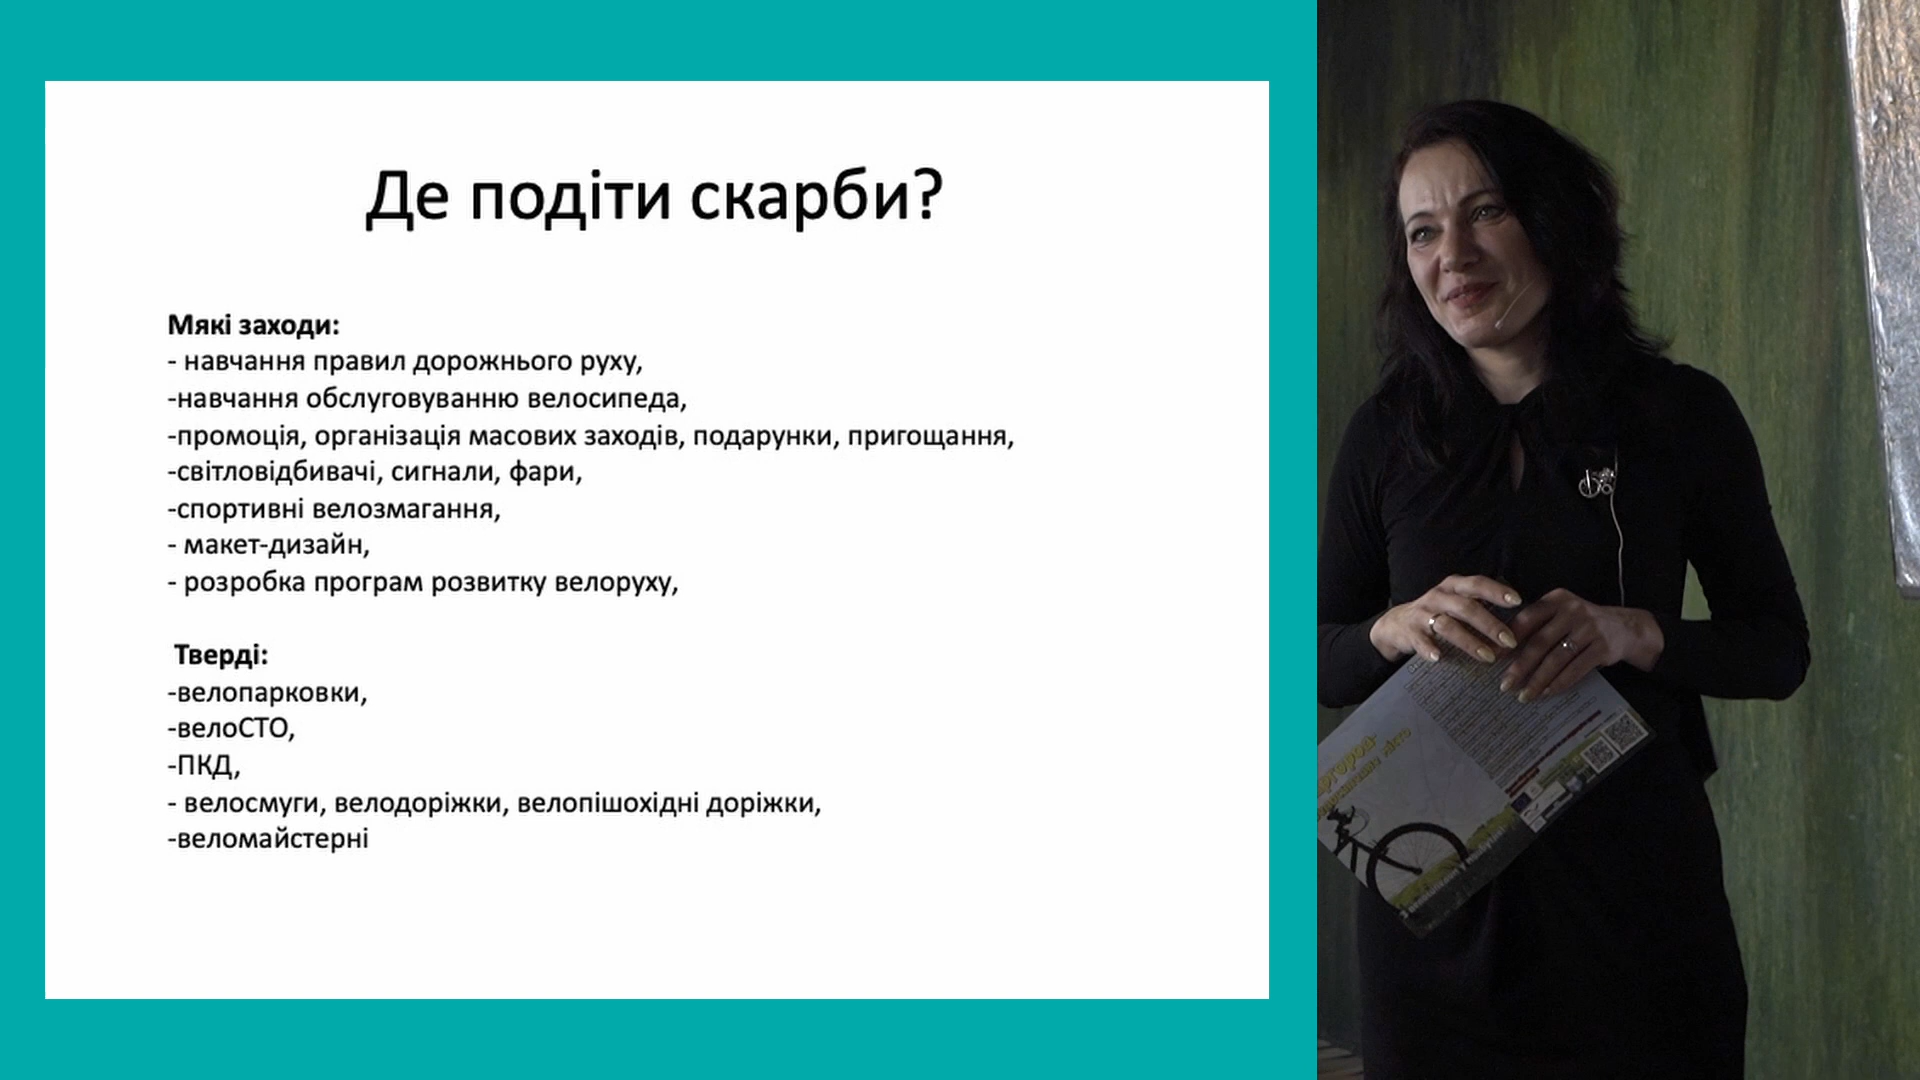 Де подіти скарби?
Мякі заходи:
- навчання правил дорожнього руху,
-навчання обслуговуванню велосипеда,
-промоція, організація масових заходів, подарунки, пригощання,
-світловідбивачі, сигнали, фари,
-спортивні велозмагання,
- макет-дизайн,
- розробка програм розвитку велоруху,
Тверді:
-велопарковки,
-велоСТО,
-ПКД,
- велосмуги, велодоріжки, велопішохідні доріжки,
-веломайстерні
місто